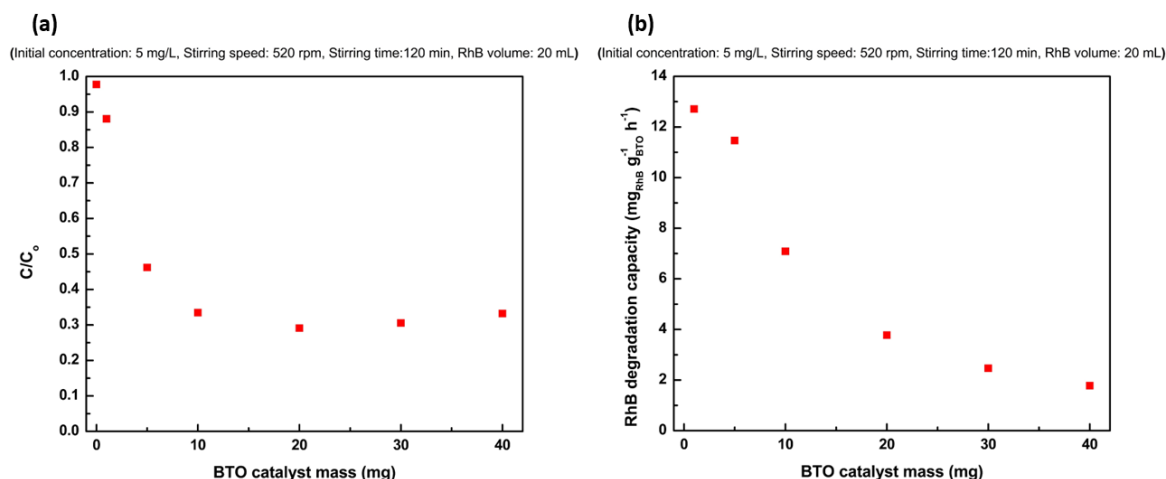 (a)
(Initial concentration: 5 mg/L, Stirring speed: 520 rpm, Stirring time:120 min, RhB volume: 20 mL)
1.0
0.9
0.8
0.7
0.6
0.5
0.4
0.3
0.2
0.1
0.0
C/Co
0 10 20 30 40
BTO catalyst mass (mg)
(b)
(Initial concentration: 5 mg/L, Stirring speed: 520 rpm, Stirring time:120 min, RhB volume: 20 mL)
14
12
10
8
6
4
2
0
RhB degradation capacity (mgRhB g-1BTO h-1)
0 10 20 30 40
BTO catalyst mass (mg)